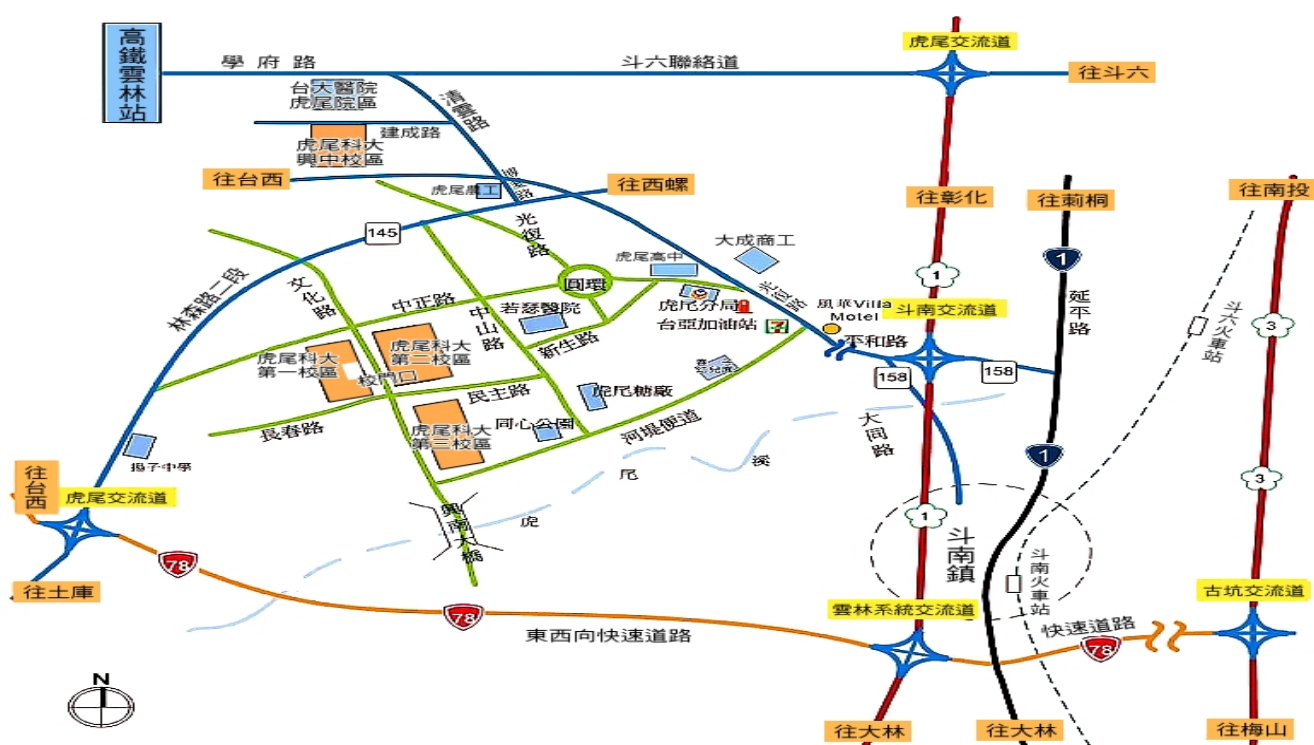 高鐵雲林站
學府路
斗六聯絡道
虎尾交流道
往斗六
台大醫院
虎尾院區
清雲路
建成路
虎尾科大
興中校區
往台西
虎尾農工
往西螺
往彰化
往莿桐
往南投
145
光復路
大成商工
虎尾高中
圓環
1
1
延平路
林森路二段
文化路
中正路
中山路
若瑟醫院
虎尾分局
光復路
風華Villa
Motel
斗南交流道
台亞加油站
7
平和路
新生路
3
斗六火車站
虎尾科大
第一校區
校門口
虎尾科大
第二校區
158
158
民主路
虎尾糖廠
大同路
長春路
虎尾科大
第三校區
同心公園
河堤便道
揚子中學
虎尾溪
1
3
往台西
虎尾交流道
興南大橋
1
斗南鎮
斗南火車站
78
往土庫
78
東西向快速道路
雲林系統交流道
快速道路
78
古坑交流道
N
往大林
往大林
往梅山